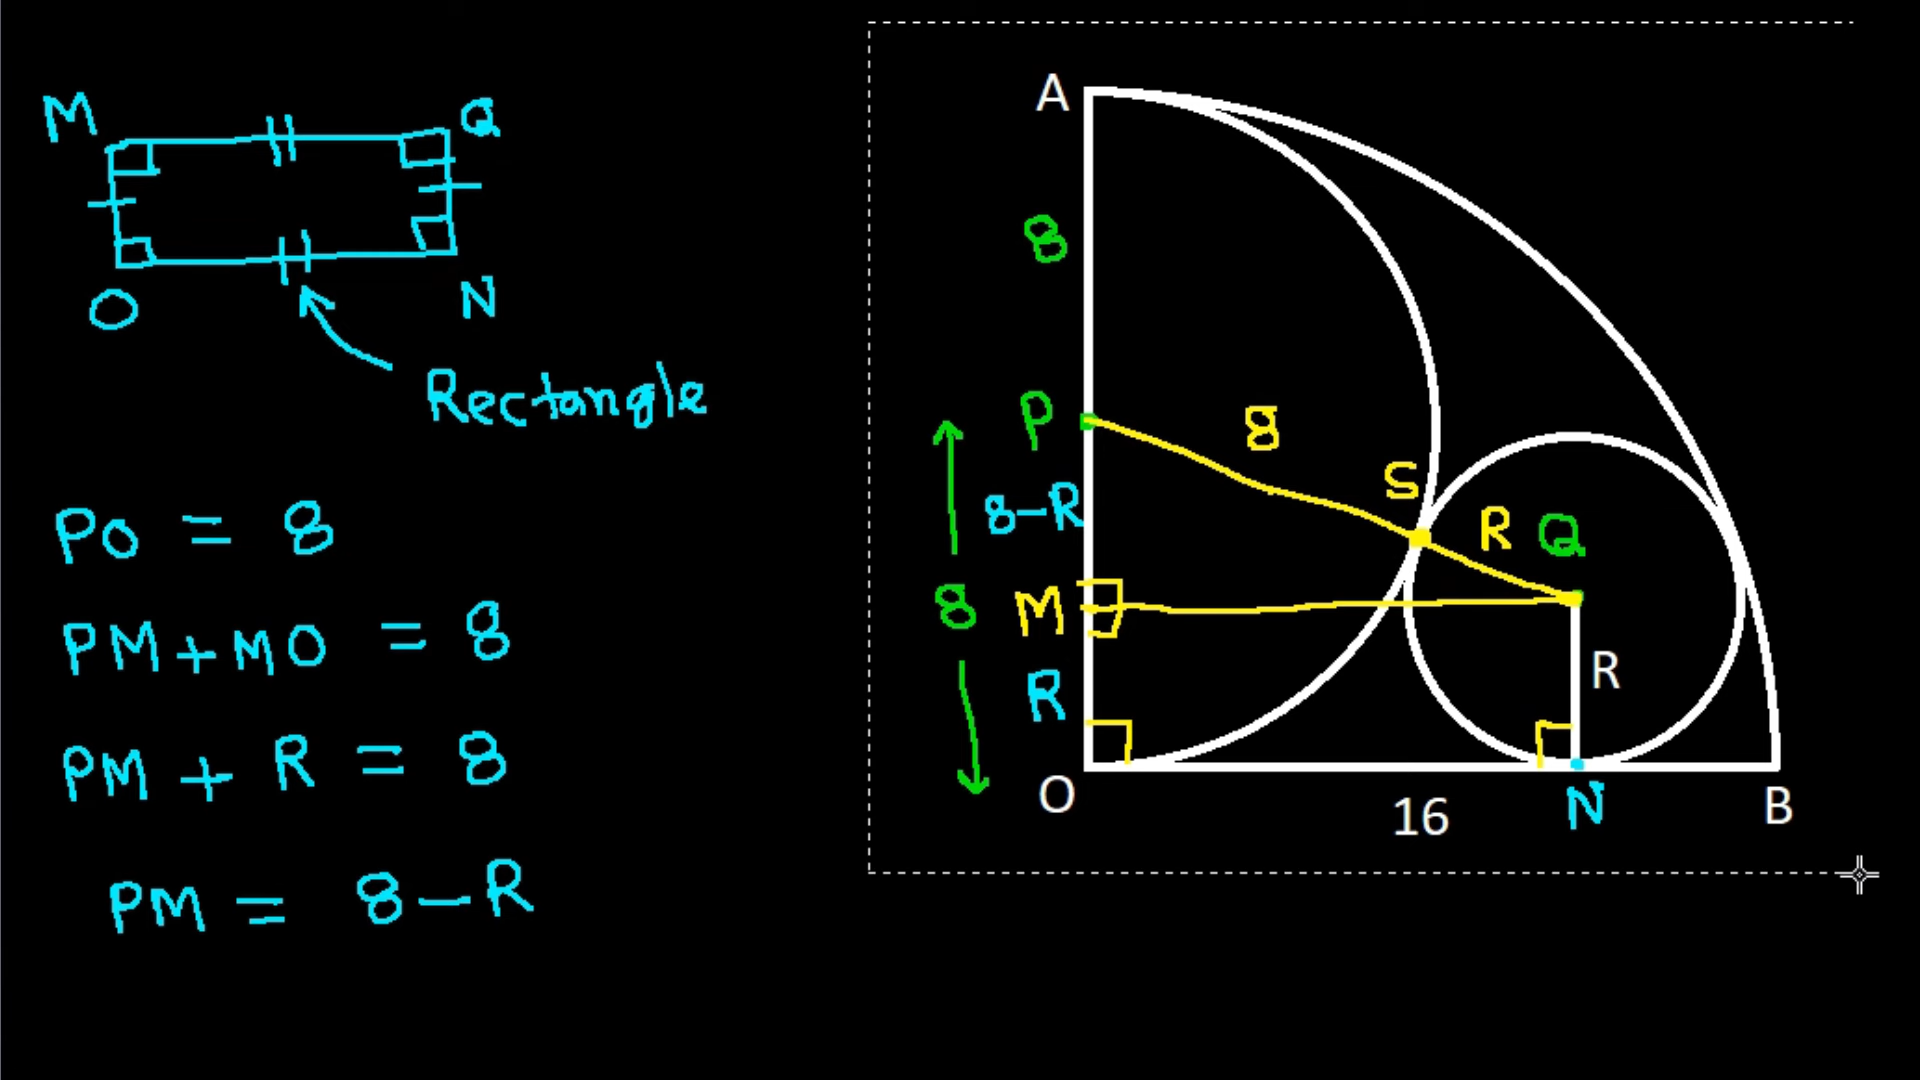 M Q
O N
Rectangle
PO = 8
PM + MO = 8
PM + R = 8
PM = 8 - R
A
8
P
8
S
8-R
R Q
8
M
R
R
O
16
N
B